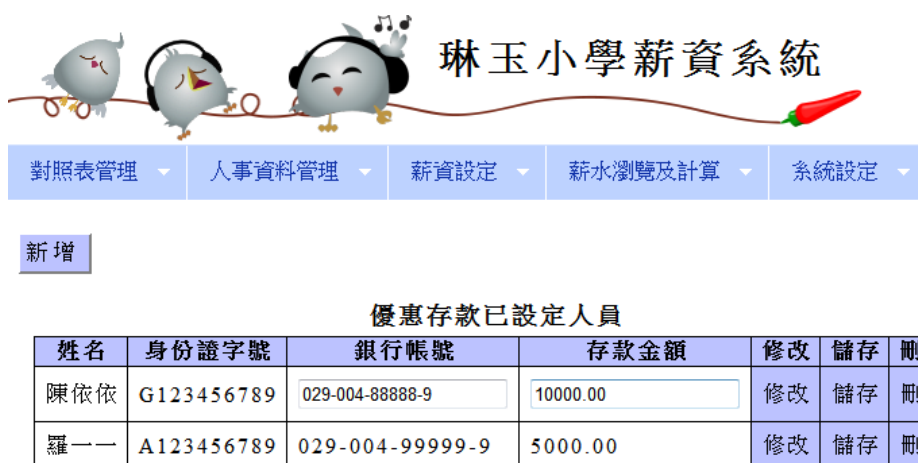 琳玉小學薪資系統
對照表管理 人事資料管理 薪資設定 薪水瀏覽及計算 系統設定
新增
優惠存款已設定人員
姓名 身份證字號 銀行帳號 存款金額 修改 儲存
陳依依 G123456789 029-004-88888-9 10000.00 修改 儲存
羅一一 A123456789 029-004-99999-9 5000.00 修改 儲存